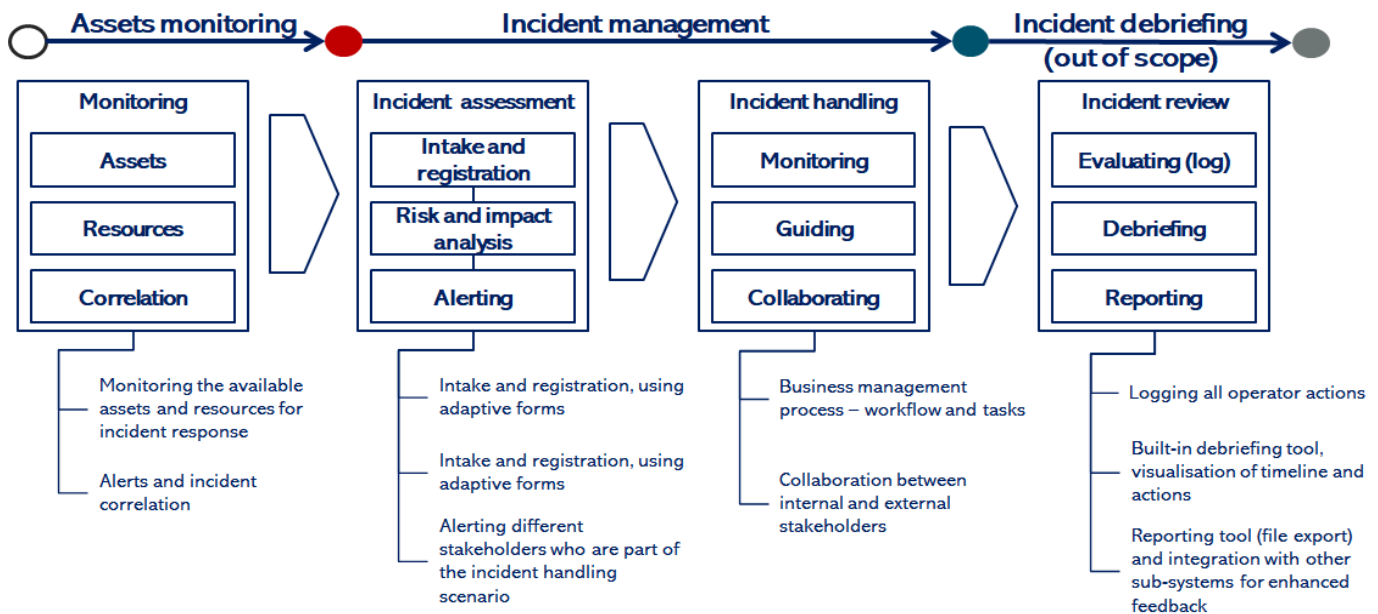 Assets monitoring
Incident management
Incident debriefing
(out of scope)
Monitoring
Assets
Resources
Correlation
Monitoring the available
assets and resources for
incident response
Alerts and incident
correlation
Incident assessment
Intake and
registration
Risk and impact
analysis
Alerting
Intake and registration, using
adaptive forms
Intake and registration, using
adaptive forms
Alerting different
stakeholders who are part of
the incident handling
scenario
Incident handling
Monitoring
Guiding
Collaborating
Business management
process – workflow and tasks
Collaboration between
internal and external
stakeholders
Incident review
Evaluating (log)
Debriefing
Reporting
Logging all operator actions
Built-in debriefing tool,
visualisation of timeline and
actions
Reporting tool (file export)
and integration with other
sub-systems for enhanced
feedback